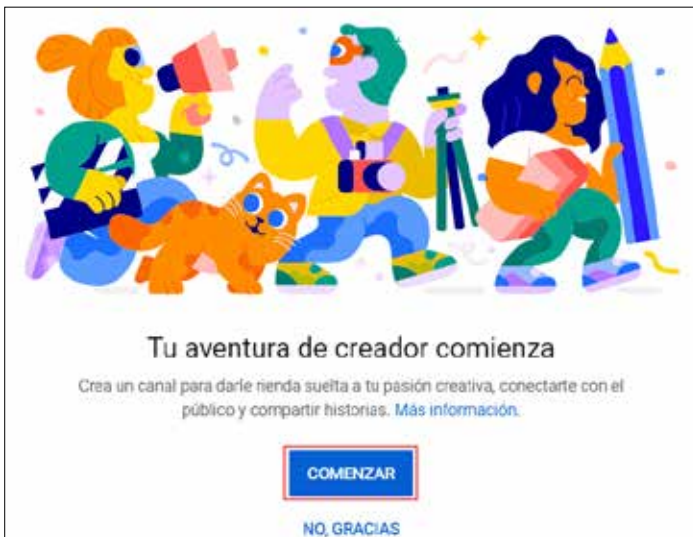 Tu aventura de creador comienza
Crea un canal para darle rienda suelta a tu pasión creativa, conectarte con el
público y compartir historias. Más información.
COMENZAR
NO, GRACIAS